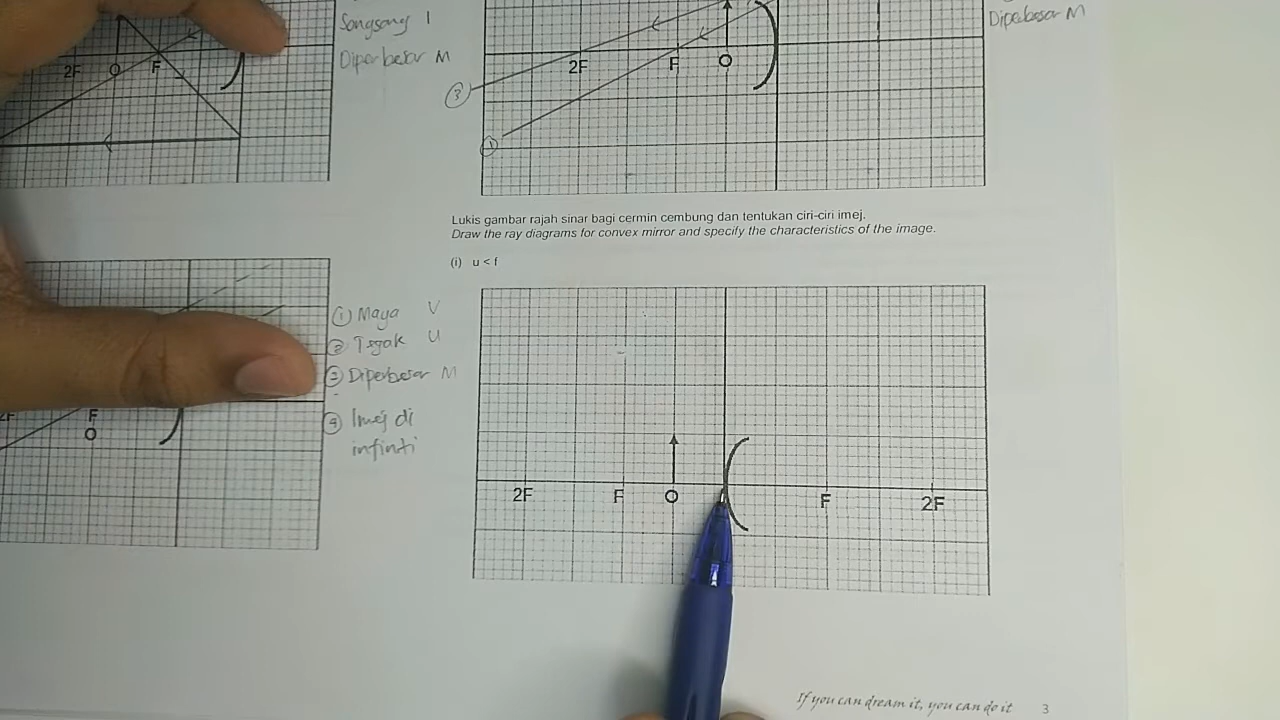 Songsang I
Diperbesar M
2F O F
Diperbesar M
2F F O
3
1
Lukis gambar rajah sinar bagi cermin cembung dan tentukan ciri-ciri imej.
Draw the ray diagrams for convex mirror and specify the characteristics of the image.
(i) u < f
1 Maya V
2 Tegak U
3 Diperbesar M
4 Imej di
infiniti
F
O
2F F O F 2F
If you can dream it, you can do it 3